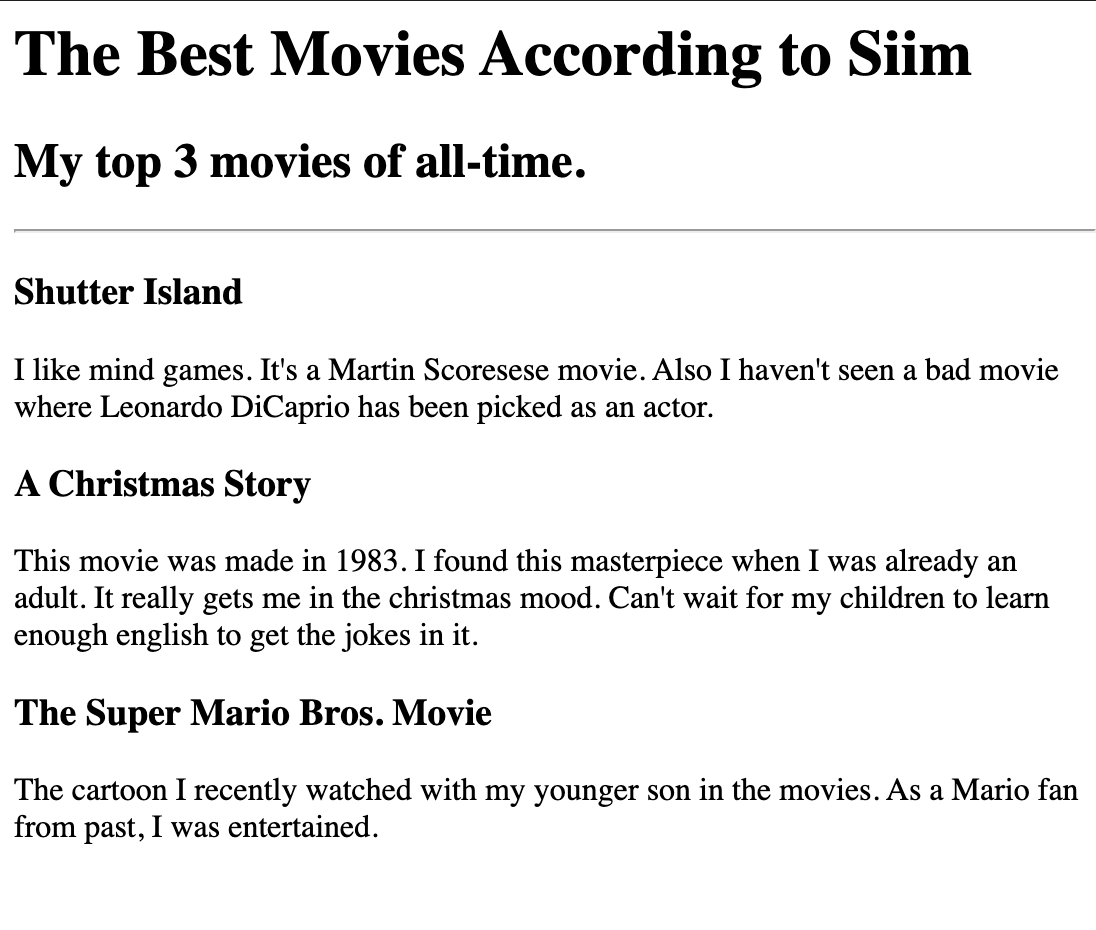 The Best Movies According to Siim
My top 3 movies of all-time.
Shutter Island
I like mind games. It's a Martin Scoresese movie. Also I haven't seen a bad movie
where Leonardo DiCaprio has been picked as an actor.
A Christmas Story
This movie was made in 1983. I found this masterpiece when I was already an
adult. It really gets me in the christmas mood. Can't wait for my children to learn
enough english to get the jokes in it.
The Super Mario Bros. Movie
The cartoon I recently watched with my younger son in the movies. As a Mario fan
from past, I was entertained.